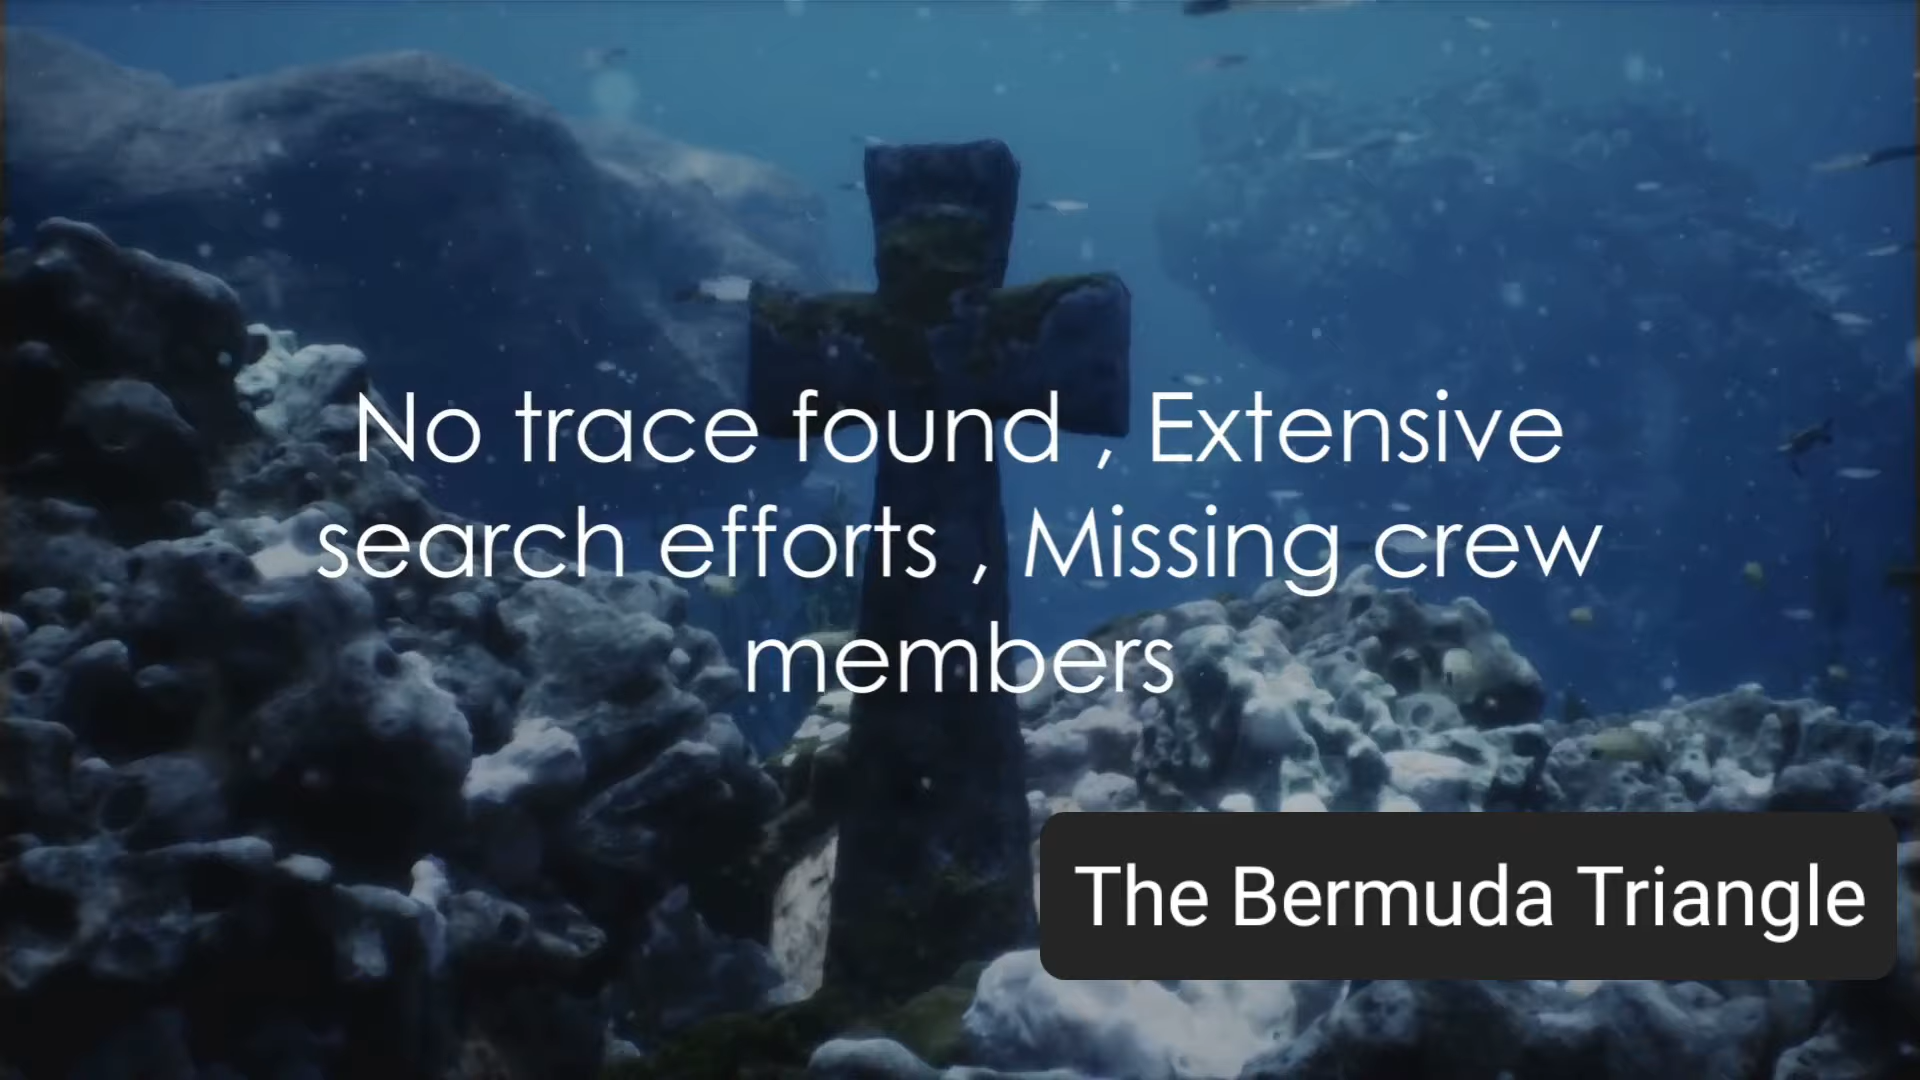 No trace found , Extensive
search efforts , Missing crew
members
The Bermuda Triangle